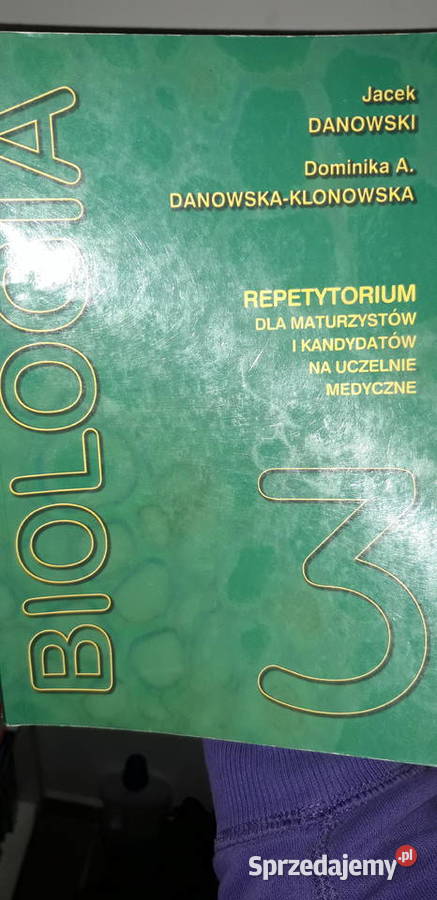 Jacek
DANOWSKI
Dominika A.
DANOWSKA-KLONOWSKA
BIOLOGIA
REPETYTORIUM
DLA MATURZYSTÓW
I KANDYDATÓW
NA UCZELNIE
MEDYCZNE
3
Sprzedajemy.pl